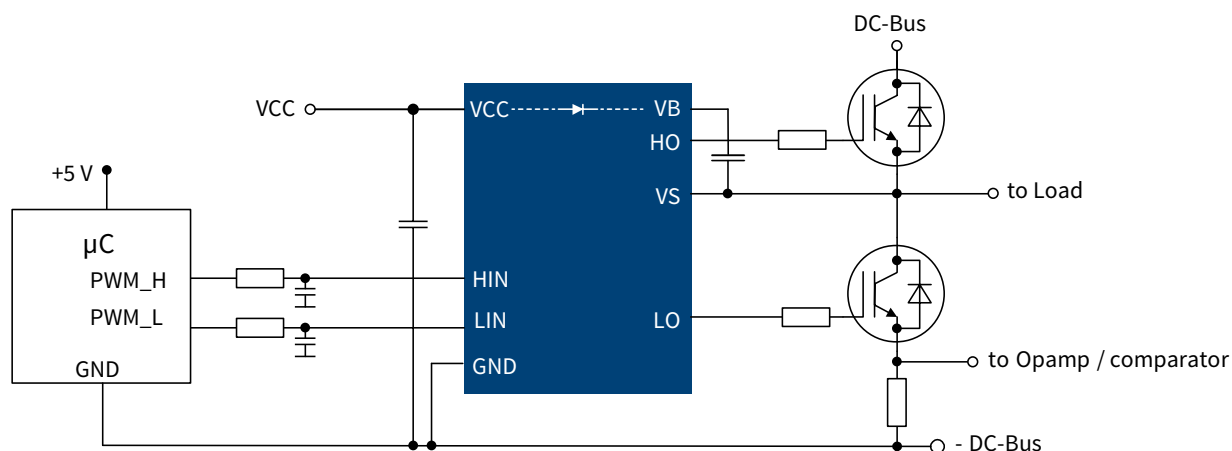 DC-Bus
VCC
VCC
VB
HO
+5 V
VS
to Load
µC
PWM_H
HIN
PWM_L
LIN
LO
GND
GND
to Opamp / comparator
- DC-Bus